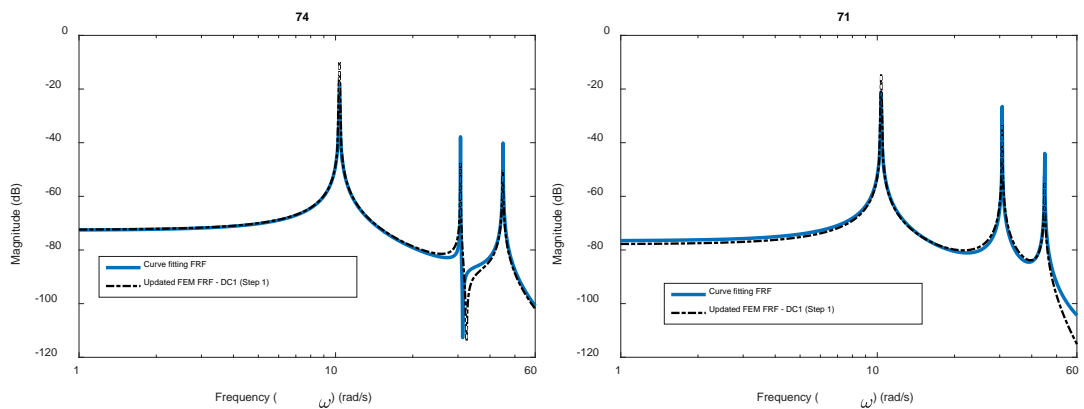 74
0
-20
-40
-60
-80
-100
-120
Magnitude (dB)
Curve fitting FRF
Updated FEM FRF - DC1 (Step 1)
1
10
60
Frequency ( ω) (rad/s)
71
0
-20
-40
-60
-80
-100
-120
Magnitude (dB)
Curve fitting FRF
Updated FEM FRF - DC1 (Step 1)
1
10
60
Frequency ( ω) (rad/s)